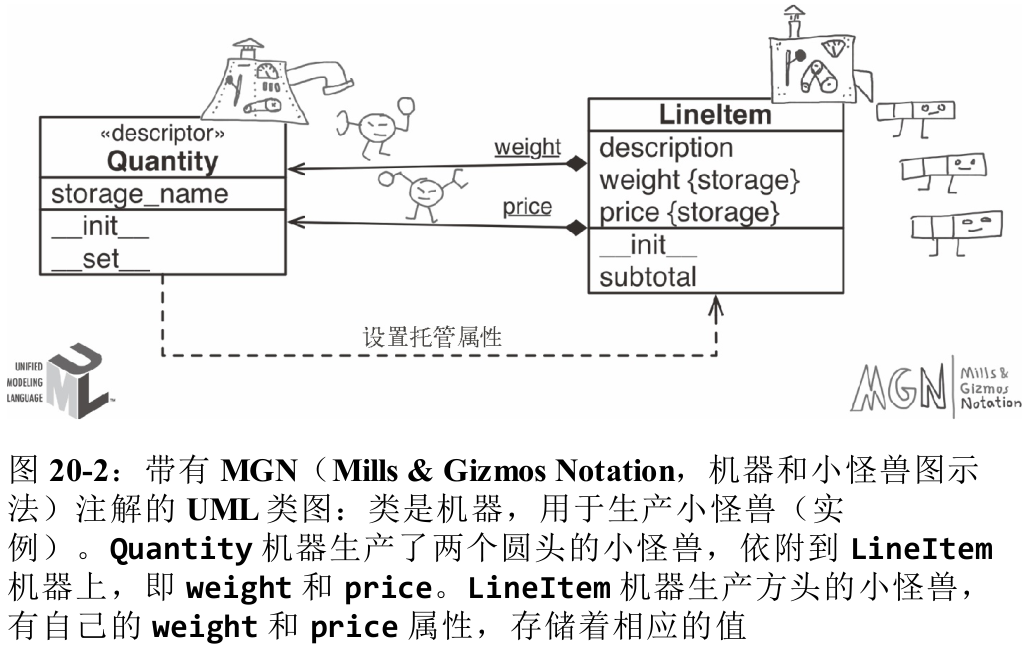 «descriptor»
Quantity
storage_name
__init__
__set__
weight
price
LineItem
description
weight {storage}
price {storage}
__init__
subtotal
设置托管属性
UNIFIED
MODELING
LANGUAGE
UML
TM
MGN
Mills &
Gizmos
Notation
图 20-2：带有 MGN（Mills & Gizmos Notation，机器和小怪兽图示
法）注解的 UML 类图：类是机器，用于生产小怪兽（实
例）。Quantity 机器生产了两个圆头的小怪兽，依附到 LineItem
机器上，即 weight 和 price。LineItem 机器生产方头的小怪兽，
有自己的 weight 和 price 属性，存储着相应的值